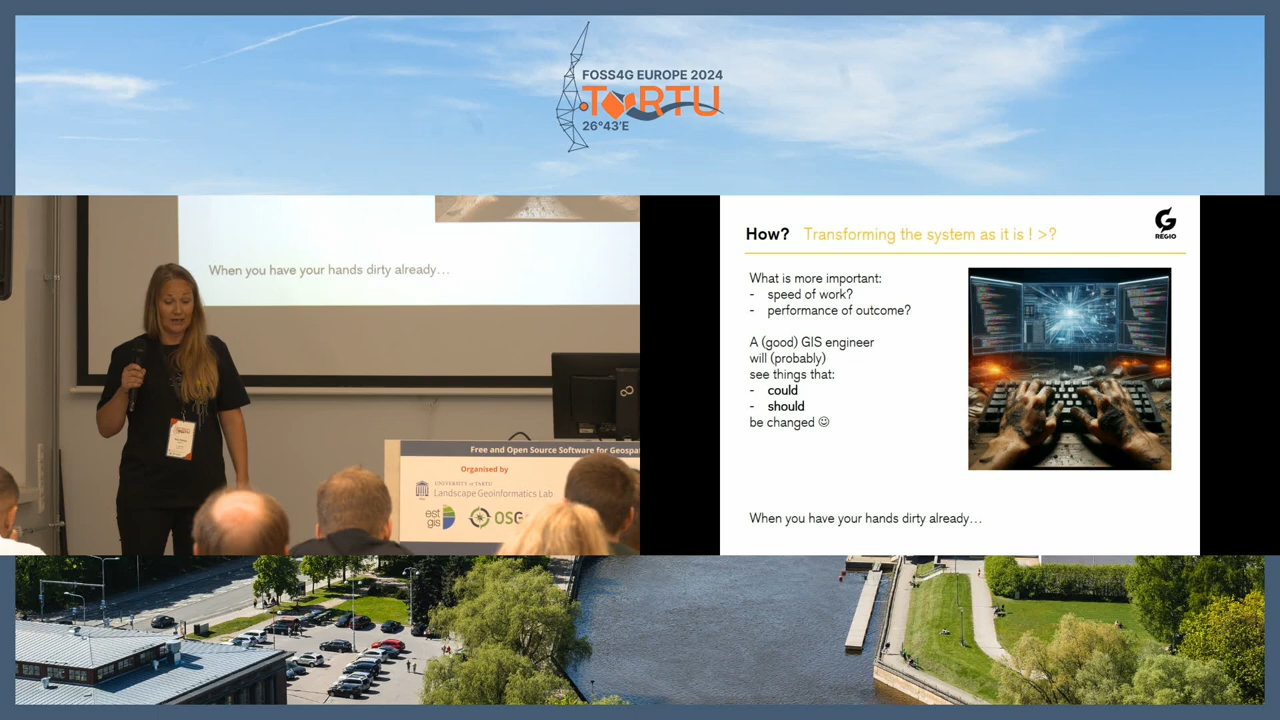 FOSS4G EUROPE 2024
TARTU
26°43'E
When you have your hands dirty already...
Free and Open Source Software for Geospa
Organised by
UNIVERSITY OF TARTU
Landscape Geoinformatics Lab
est
gis
OSG
How? Transforming the system as it is ! >?
REGIO
What is more important:
- speed of work?
- performance of outcome?
A (good) GIS engineer
will (probably)
see things that:
- could
- should
be changed ☺
When you have your hands dirty already...